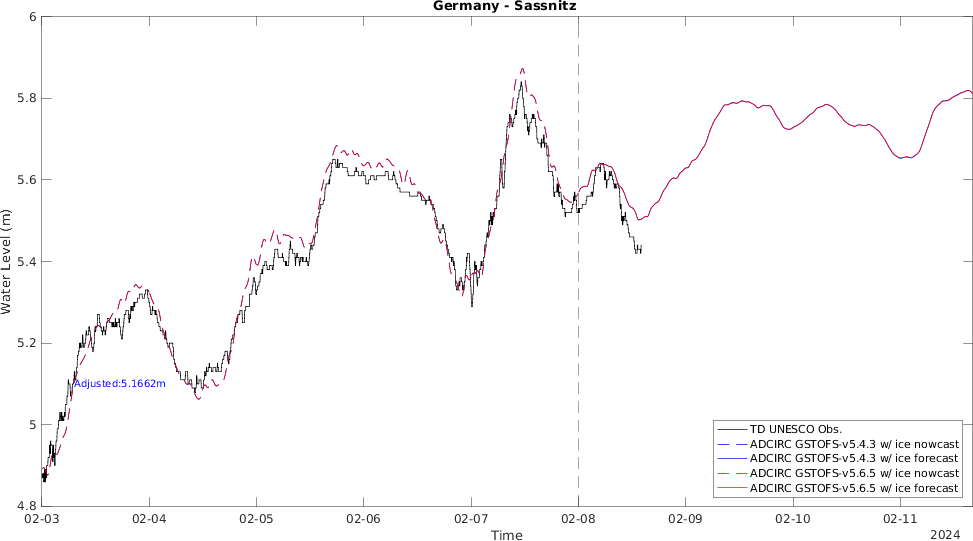 Germany - Sassnitz
6
5.8
5.6
5.4
5.2
5
4.8
Water Level (m)
Adjusted:5.1662m
TD UNESCO Obs.
ADCIRC GSTOFS-v5.4.3 w/ ice nowcast
ADCIRC GSTOFS-v5.4.3 w/ ice forecast
ADCIRC GSTOFS-v5.6.5 w/ ice nowcast
ADCIRC GSTOFS-v5.6.5 w/ ice forecast
02-03 02-04 02-05 02-06 02-07 02-08 02-09 02-10 02-11
Time
2024